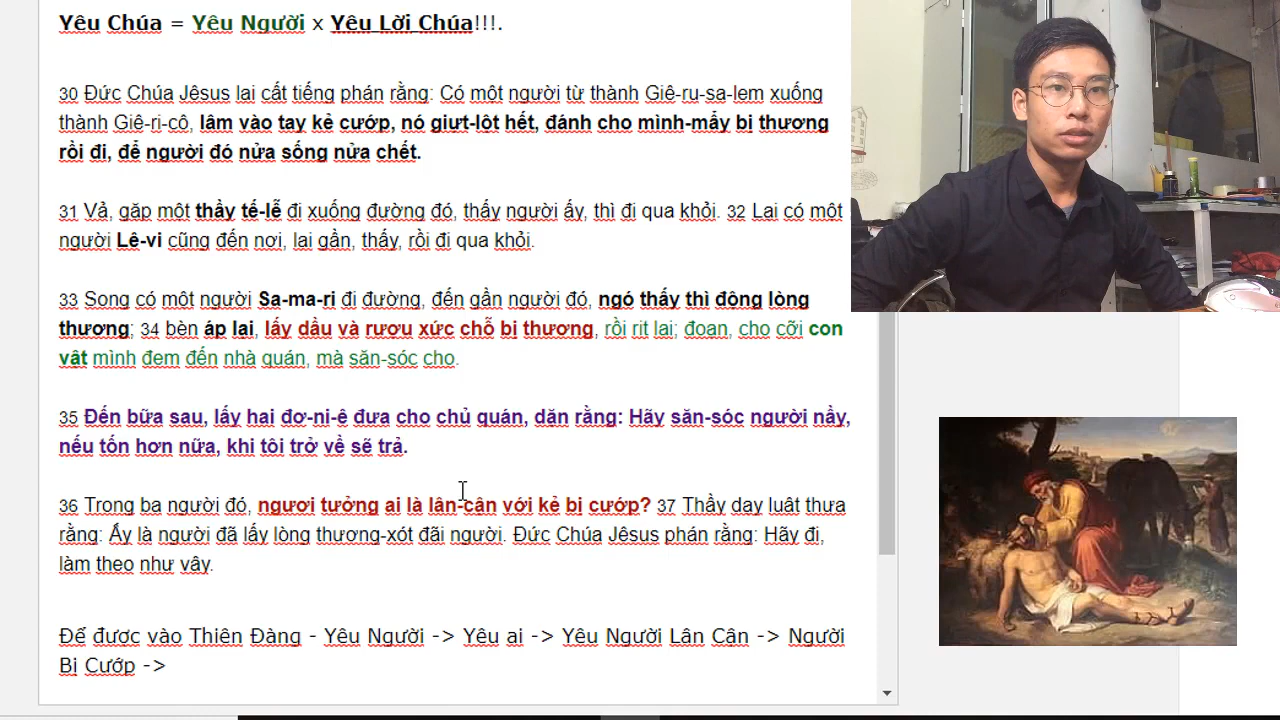 Yêu Chúa = Yêu Người x Yêu Lời Chúa!!!.
30 Đức Chúa Jêsus lại cất tiếng phán rằng: Có một người từ thành Giê-ru-sa-lem xuống
thành Giê-ri-cô, lâm vào tay kẻ cướp, nó giựt-lột hết, đánh cho mình-mẩy bị thương
rồi đi, để người đó nửa sống nửa chết.
31 Vả, gặp một thầy tế-lễ đi xuống đường đó, thấy người ấy, thì đi qua khỏi. 32 Lại có một
người Lê-vi cũng đến nơi, lại gần, thấy, rồi đi qua khỏi.
33 Song có một người Sa-ma-ri đi đường, đến gần người đó, ngó thấy thì động lòng
thương; 34 bèn áp lại, lấy dầu và rượu xức chỗ bị thương, rồi rịt lại; đoạn, cho cỡi con
vật mình đem đến nhà quán, mà săn-sóc cho.
35 Đến bữa sau, lấy hai đơ-ni-ê đưa cho chủ quán, dặn rằng: Hãy săn-sóc người nầy,
nếu tốn hơn nữa, khi tôi trở về sẽ trả.
36 Trong ba người đó, ngươi tưởng ai là lân-cận với kẻ bị cướp? 37 Thầy dạy luật thưa
rằng: Ấy là người đã lấy lòng thương-xót đãi người. Đức Chúa Jêsus phán rằng: Hãy đi,
làm theo như vậy.
Để được vào Thiên Đàng - Yêu Người -> Yêu ai -> Yêu Người Lân Cận -> Người
Bị Cướp ->